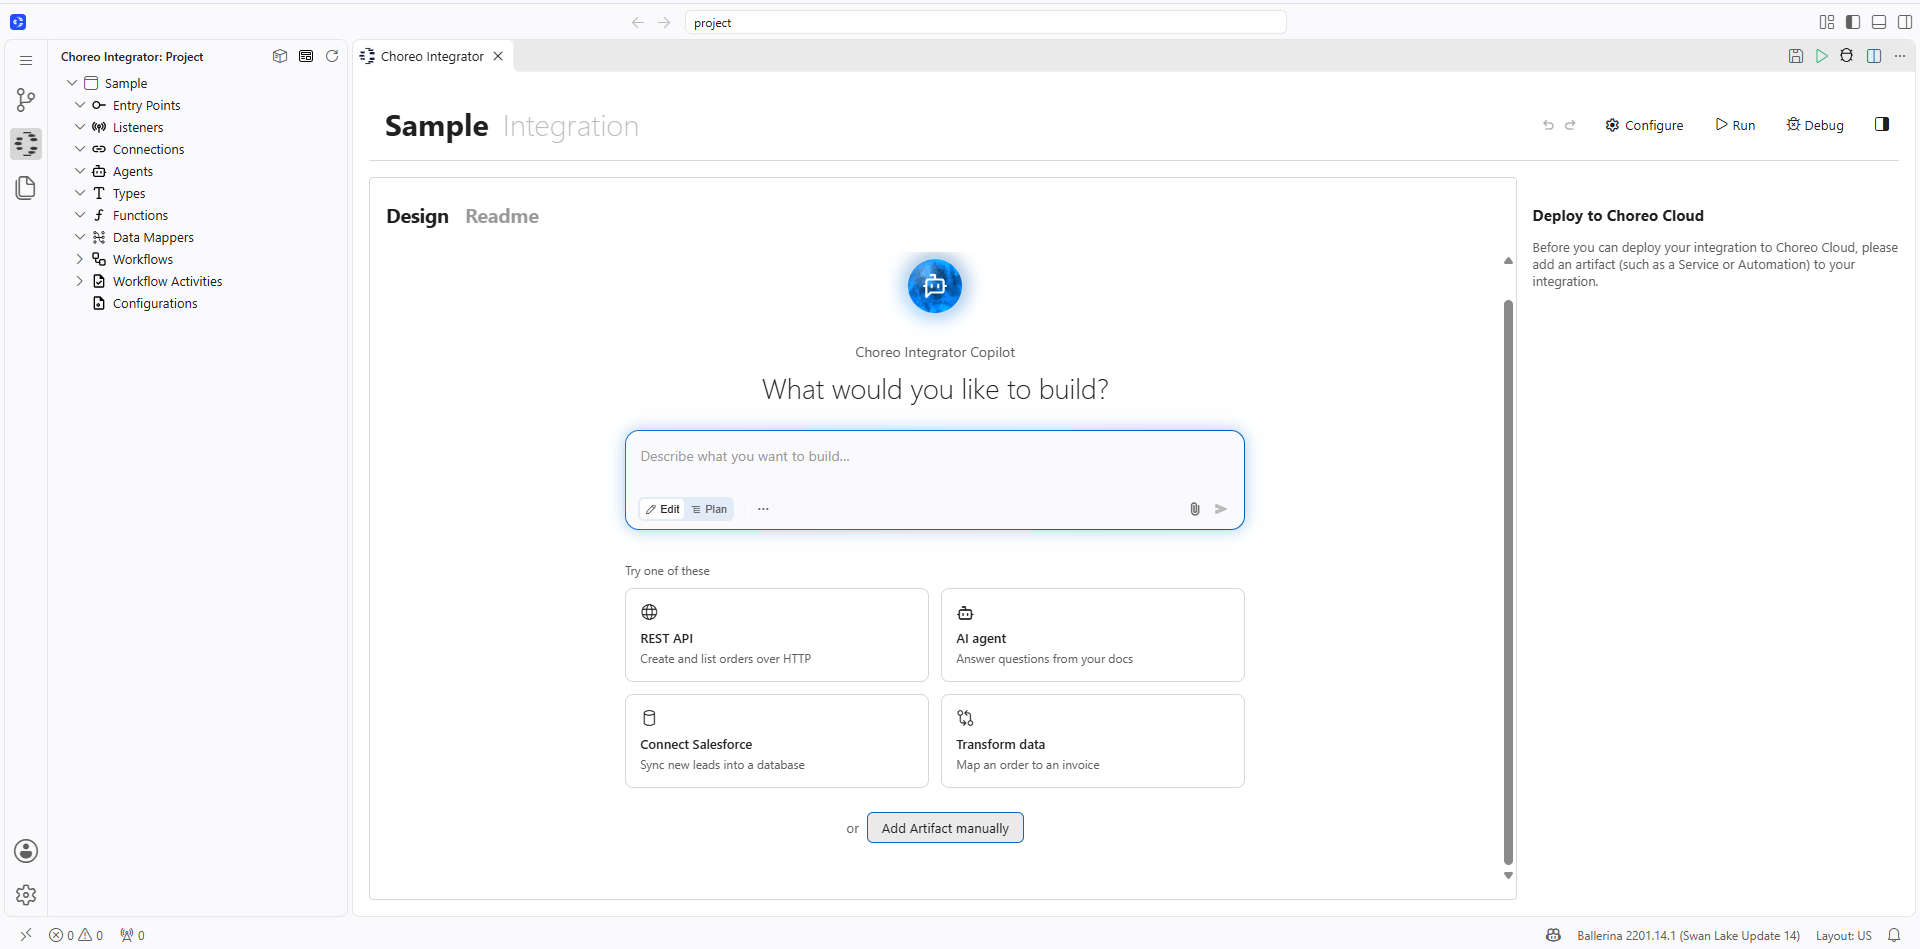 project
Choreo Integrator: Project
Sample
Entry Points
Listeners
Connections
Agents
Types
Functions
Data Mappers
Workflows
Workflow Activities
Configurations
Choreo Integrator
Sample Integration
Configure
Run
Debug
Design
Readme
Choreo Integrator Copilot
What would you like to build?
Describe what you want to build...
Edit
Plan
Try one of these
REST API
Create and list orders over HTTP
AI agent
Answer questions from your docs
Connect Salesforce
Sync new leads into a database
Transform data
Map an order to an invoice
or
Add Artifact manually
Deploy to Choreo Cloud
Before you can deploy your integration to Choreo Cloud, please
add an artifact (such as a Service or Automation) to your
integration.
0
0
0
Ballerina 2201.14.1 (Swan Lake Update 14)
Layout: US